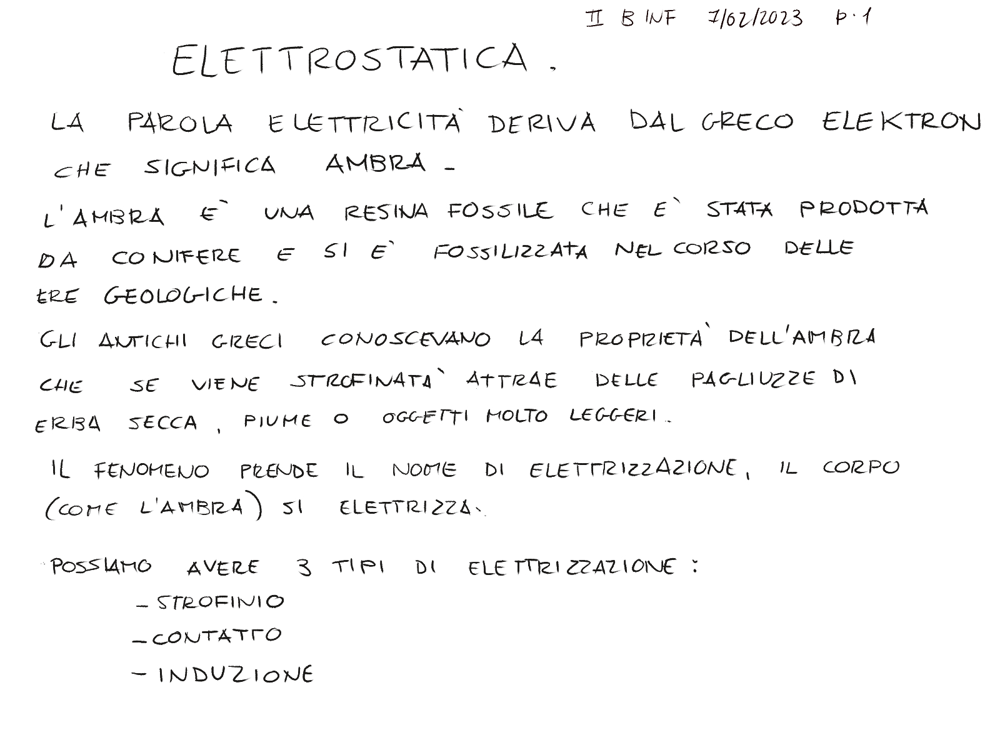 II B INF 7/02/2023 p.1
ELETTROSTATICA.
LA PAROLA ELETTRICITÀ DERIVA DAL GRECO ELEKTRON
CHE SIGNIFICA AMBRA -
L'AMBRA E` UNA RESINA FOSSILE CHE E` STATA PRODOTTA
DA CONIFERE E SI E` FOSSILIZZATA NEL CORSO DELLE
ERE GEOLOGICHE.
GLI ANTICHI GRECI CONOSCEVANO LA PROPRIETA` DELL'AMBRA
CHE SE VIENE STROFINATA` ATTRAE DELLE PAGLIUZZE DI
ERBA SECCA, PIUME O OGGETTI MOLTO LEGGERI.
IL FENOMENO PRENDE IL NOME DI ELETTRIZZAZIONE, IL CORPO
(COME L'AMBRA) SI ELETTRIZZA.
POSSIAMO AVERE 3 TIPI DI ELETTRIZZAZIONE:
- STROFINIO
- CONTATTO
- INDUZIONE